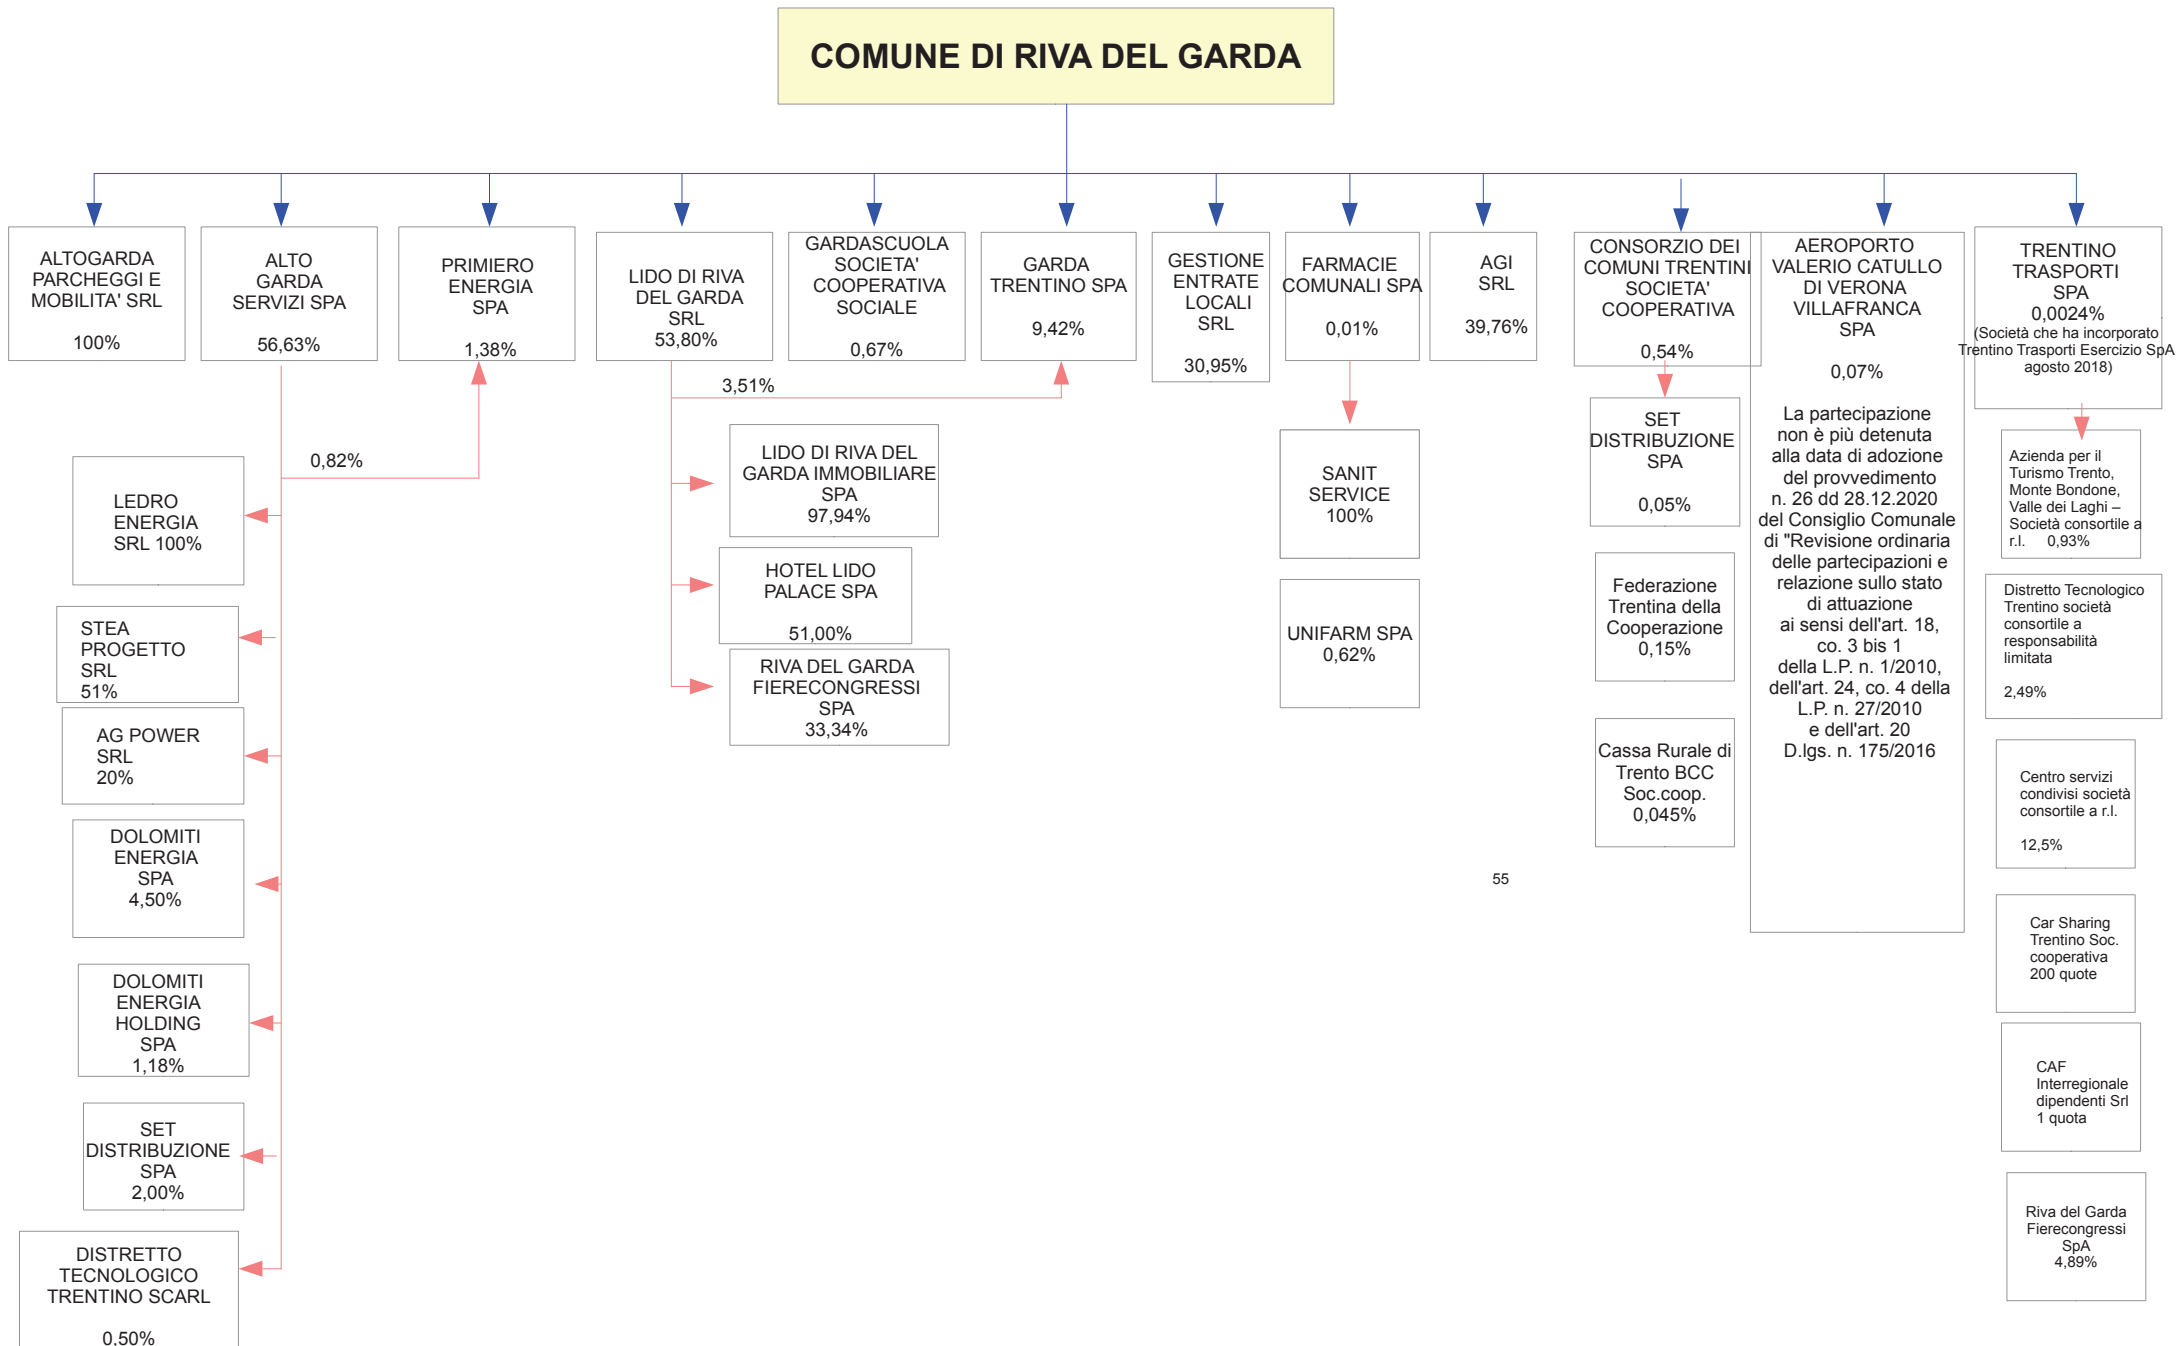 COMUNE DI RIVA DEL GARDA
ALTOGARDA
PARCHEGGI E
MOBILITA' SRL
100%
ALTO
GARDA
SERVIZI SPA
56,63%
PRIMIERO
ENERGIA
SPA
1,38%
LIDO DI RIVA
DEL GARDA
SRL
53,80%
GARDASCUOLA
SOCIETA'
COOPERATIVA
SOCIALE
0,67%
GARDA
TRENTINO SPA
9,42%
GESTIONE
ENTRATE
LOCALI
SRL
30,95%
FARMACIE
COMUNALI SPA
0,01%
AGI
SRL
39,76%
CONSORZIO DEI
COMUNI TRENTINI
SOCIETA'
COOPERATIVA
0,54%
AEROPORTO
VALERIO CATULLO
DI VERONA
VILLAFRANCA
SPA
0,07%
La partecipazione
non è più detenuta
alla data di adozione
del provvedimento
n. 26 dd 28.12.2020
del Consiglio Comunale
di "Revisione ordinaria
delle partecipazioni e
relazione sullo stato
di attuazione
ai sensi dell'art. 18,
co. 3 bis 1
della L.P. n. 1/2010,
dell'art. 24, co. 4 della
L.P. n. 27/2010
e dell'art. 20
D.lgs. n. 175/2016
TRENTINO
TRASPORTI
SPA
0,0024%
(Società che ha incorporato
Trentino Trasporti Esercizio SpA
agosto 2018)
0,82%
3,51%
LEDRO
ENERGIA
SRL 100%
STEA
PROGETTO
SRL
51%
AG POWER
SRL
20%
DOLOMITI
ENERGIA
SPA
4,50%
DOLOMITI
ENERGIA
HOLDING
SPA
1,18%
SET
DISTRIBUZIONE
SPA
2,00%
DISTRETTO
TECNOLOGICO
TRENTINO SCARL
0,50%
LIDO DI RIVA DEL
GARDA IMMOBILIARE
SPA
97,94%
HOTEL LIDO
PALACE SPA
51,00%
RIVA DEL GARDA
FIERECONGRESSI
SPA
33,34%
SANIT
SERVICE
100%
UNIFARM SPA
0,62%
SET
DISTRIBUZIONE
SPA
0,05%
Federazione
Trentina della
Cooperazione
0,15%
Cassa Rurale di
Trento BCC
Soc.coop.
0,045%
Azienda per il
Turismo Trento,
Monte Bondone,
Valle dei Laghi –
Società consortile a
r.l. 0,93%
Distretto Tecnologico
Trentino società
consortile a
responsabilità
limitata
2,49%
Centro servizi
condivisi società
consortile a r.l.
12,5%
Car Sharing
Trentino Soc.
cooperativa
200 quote
CAF
Interregionale
dipendenti Srl
1 quota
Riva del Garda
Fierecongressi
SpA
4,89%
55